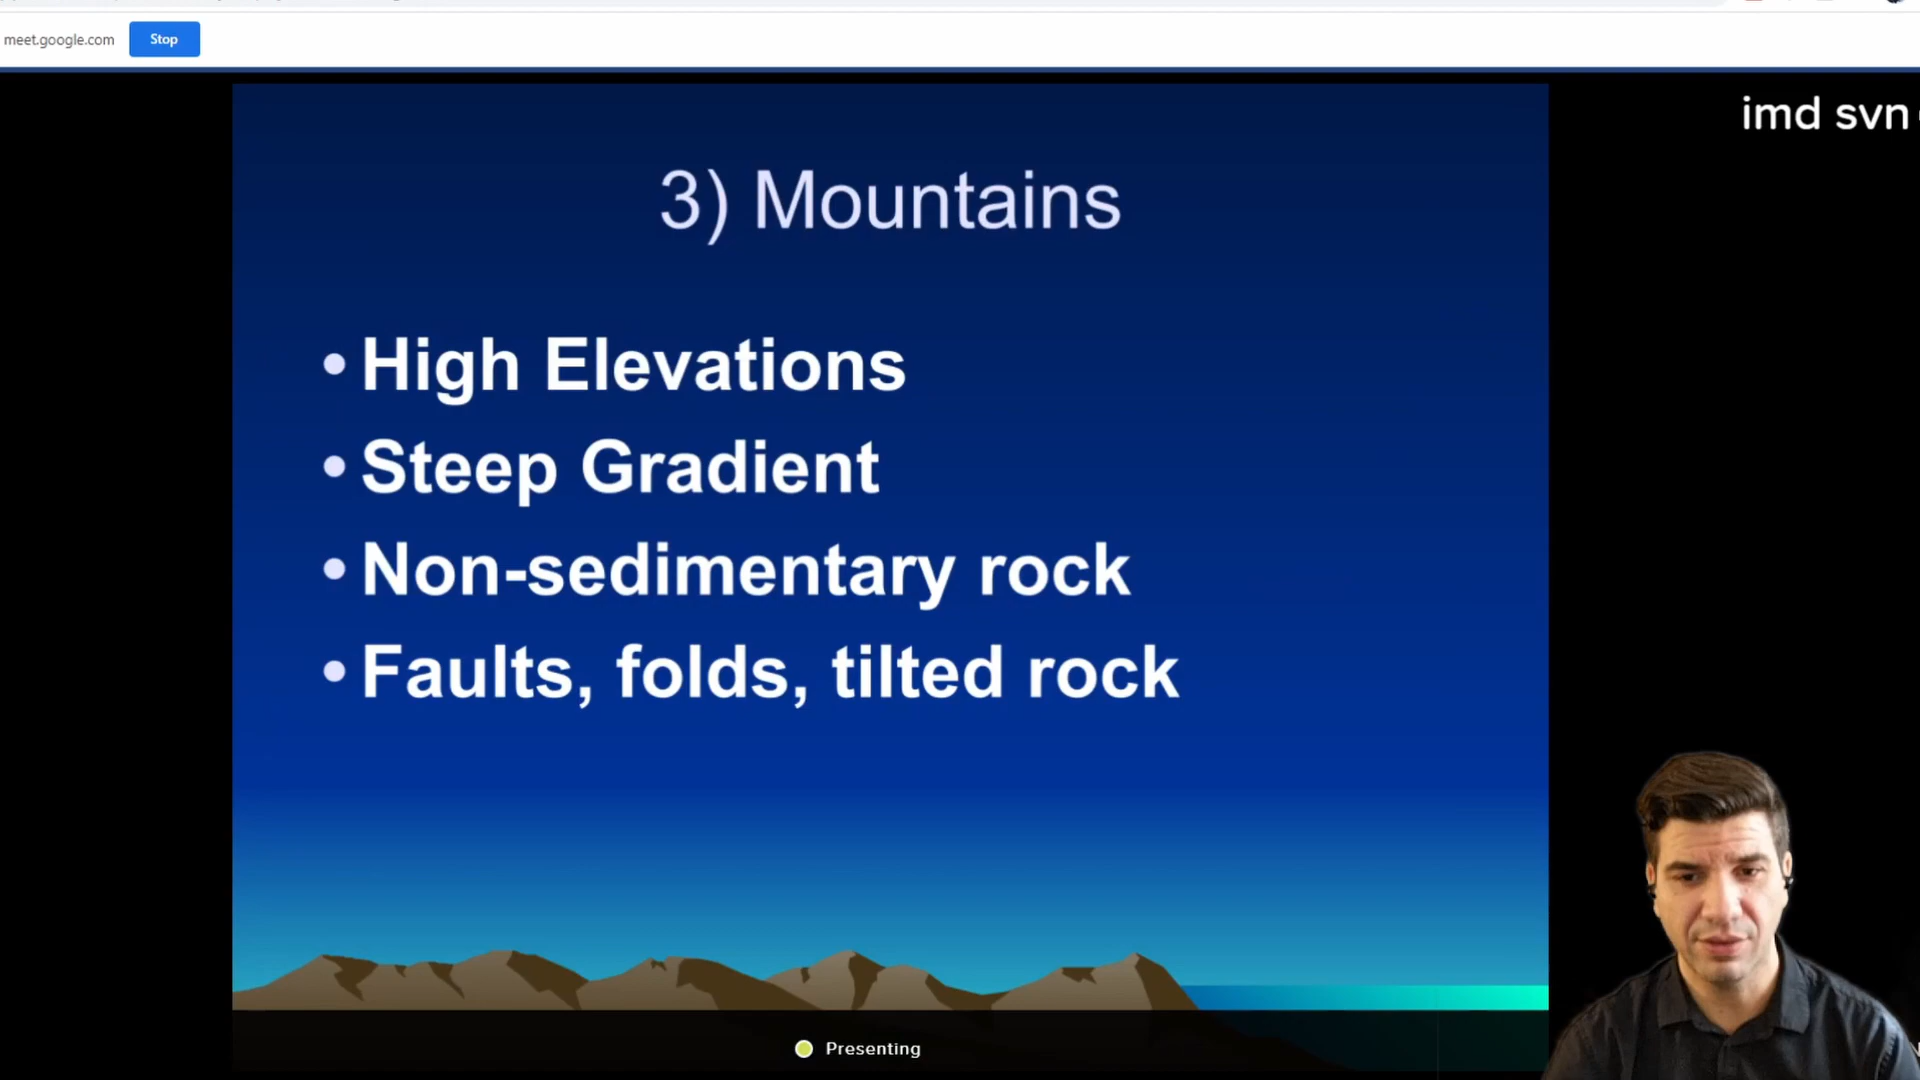 meet.google.com
Stop
imd svn
3) Mountains
• High Elevations
• Steep Gradient
• Non-sedimentary rock
• Faults, folds, tilted rock
Presenting